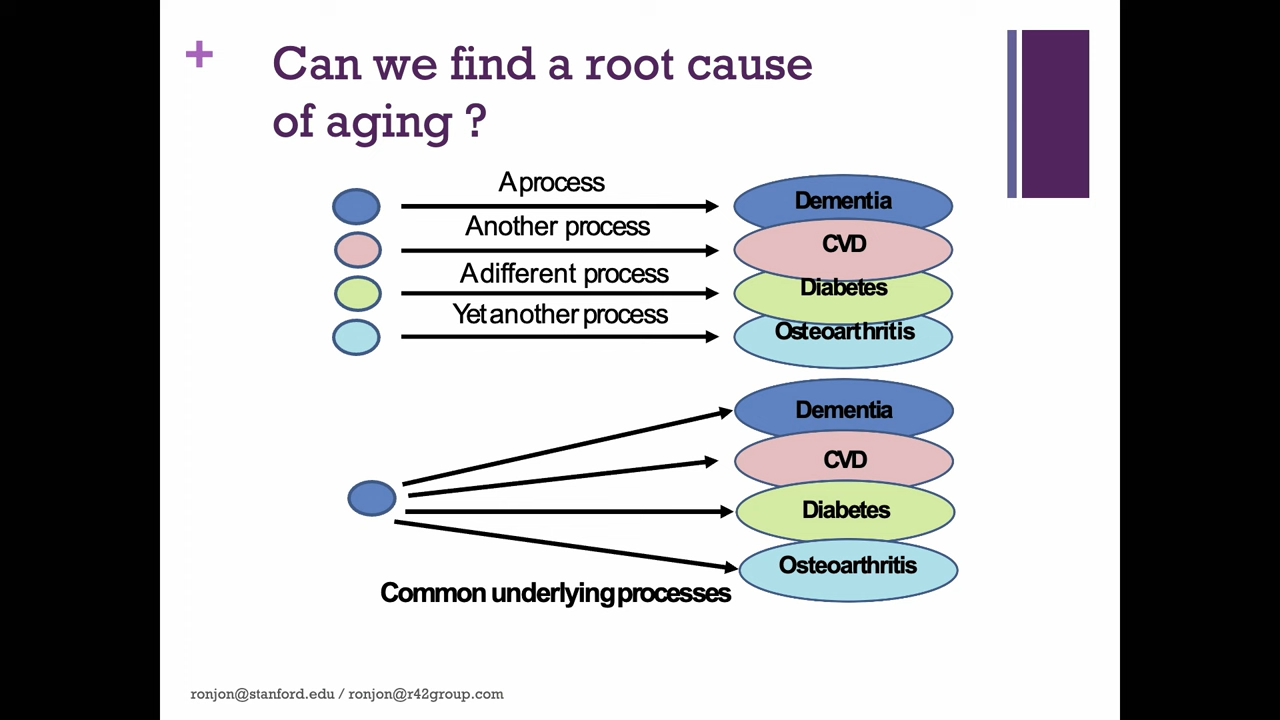 +
Can we find a root cause
of aging ?
A process
Dementia
Another process
CVD
A different process
Diabetes
Yet another process
Osteoarthritis
Dementia
CVD
Diabetes
Osteoarthritis
Common underlying processes
ronjon@stanford.edu / ronjon@r42group.com